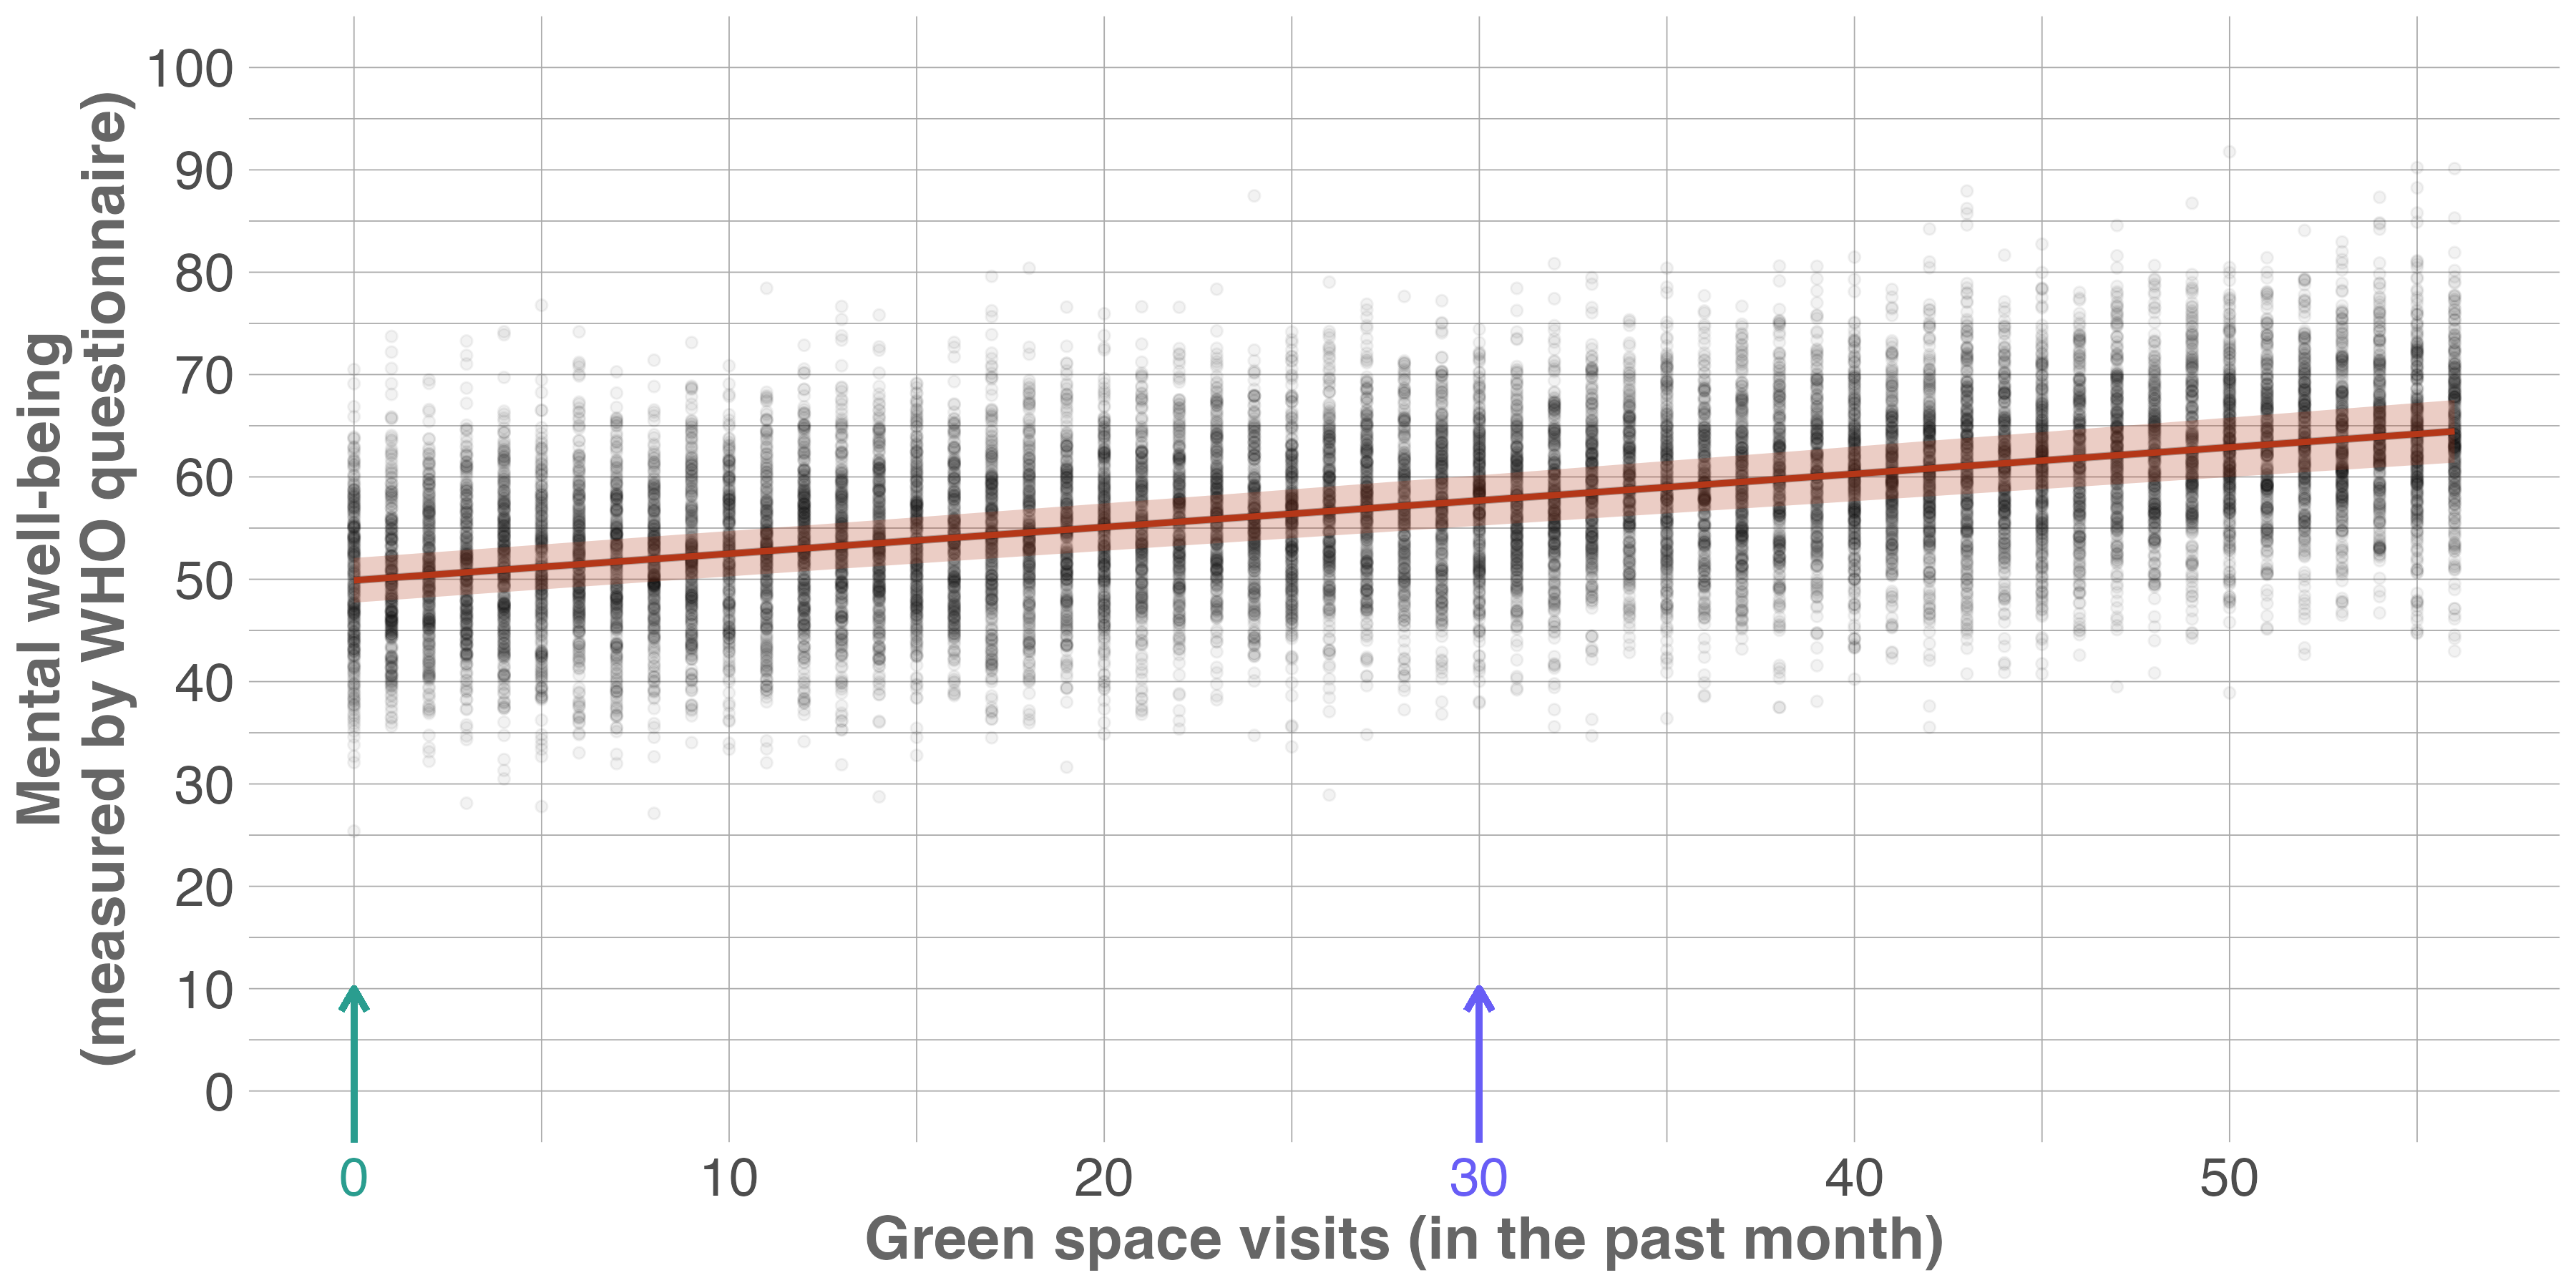 Mental well-being
(measured by WHO questionnaire)
100
90
80
70
60
50
40
30
20
10
0
0 10 20 30 40 50
Green space visits (in the past month)